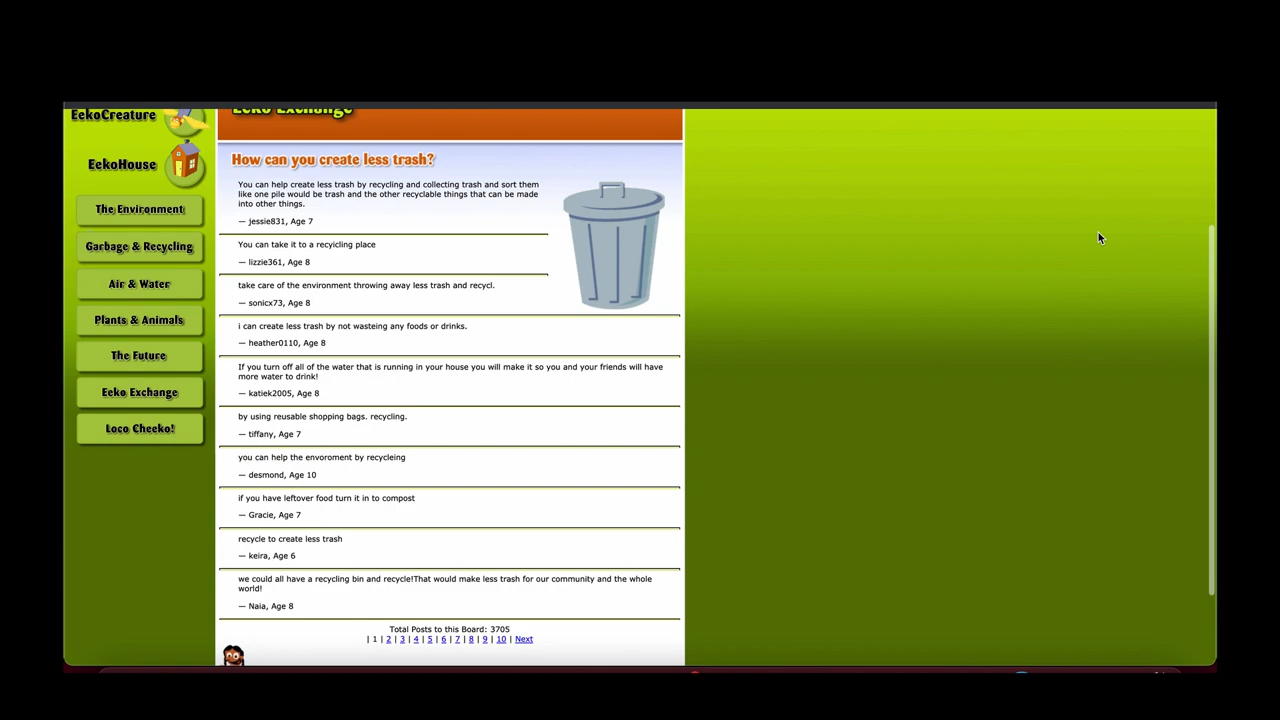 EekoCreature
Eeko Exchange
EekoHouse
The Environment
Garbage & Recycling
Air & Water
Plants & Animals
The Future
Eeko Exchange
Loco Cheeko!
How can you create less trash?
You can help create less trash by recycling and collecting trash and sort them
like one pile would be trash and the other recyclable things that can be made
into other things.
— jessie831, Age 7
You can take it to a recyicling place
— lizzie361, Age 8
take care of the environment throwing away less trash and recycl.
— sonicx73, Age 8
i can create less trash by not wasteing any foods or drinks.
— heather0110, Age 8
If you turn off all of the water that is running in your house you will make it so you and your friends will have
more water to drink!
— katiek2005, Age 8
by using reusable shopping bags. recycling.
— tiffany, Age 7
you can help the envoroment by recycleing
— desmond, Age 10
if you have leftover food turn it in to compost
— Gracie, Age 7
recycle to create less trash
— keira, Age 6
we could all have a recycling bin and recycle!That would make less trash for our community and the whole
world!
— Naia, Age 8
Total Posts to this Board: 3705
| 1 | 2 | 3 | 4 | 5 | 6 | 7 | 8 | 9 | 10 | Next